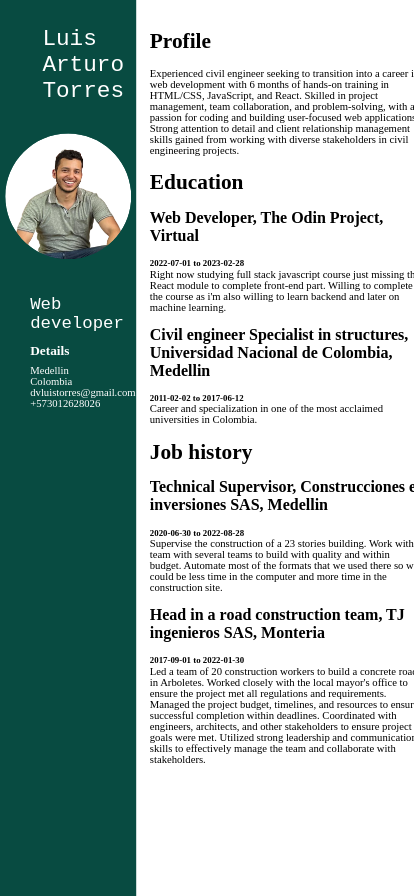 Luis
Arturo
Torres
Web
developer
Details
Medellin
Colombia
dvluistorres@gmail.com
+573012628026
Profile
Experienced civil engineer seeking to transition into a career i
web development with 6 months of hands-on training in
HTML/CSS, JavaScript, and React. Skilled in project
management, team collaboration, and problem-solving, with a
passion for coding and building user-focused web applications
Strong attention to detail and client relationship management
skills gained from working with diverse stakeholders in civil
engineering projects.
Education
Web Developer, The Odin Project,
Virtual
2022-07-01 to 2023-02-28
Right now studying full stack javascript course just missing th
React module to complete front-end part. Willing to complete
the course as i'm also willing to learn backend and later on
machine learning.
Civil engineer Specialist in structures,
Universidad Nacional de Colombia,
Medellin
2011-02-02 to 2017-06-12
Career and specialization in one of the most acclaimed
universities in Colombia.
Job history
Technical Supervisor, Construcciones e
inversiones SAS, Medellin
2020-06-30 to 2022-08-28
Supervise the construction of a 23 stories building. Work with
team with several teams to build with quality and within
budget. Automate most of the formats that we used there so w
could be less time in the computer and more time in the
construction site.
Head in a road construction team, TJ
ingenieros SAS, Monteria
2017-09-01 to 2022-01-30
Led a team of 20 construction workers to build a concrete road
in Arboletes. Worked closely with the local mayor's office to
ensure the project met all regulations and requirements.
Managed the project budget, timelines, and resources to ensur
successful completion within deadlines. Coordinated with
engineers, architects, and other stakeholders to ensure project
goals were met. Utilized strong leadership and communication
skills to effectively manage the team and collaborate with
stakeholders.